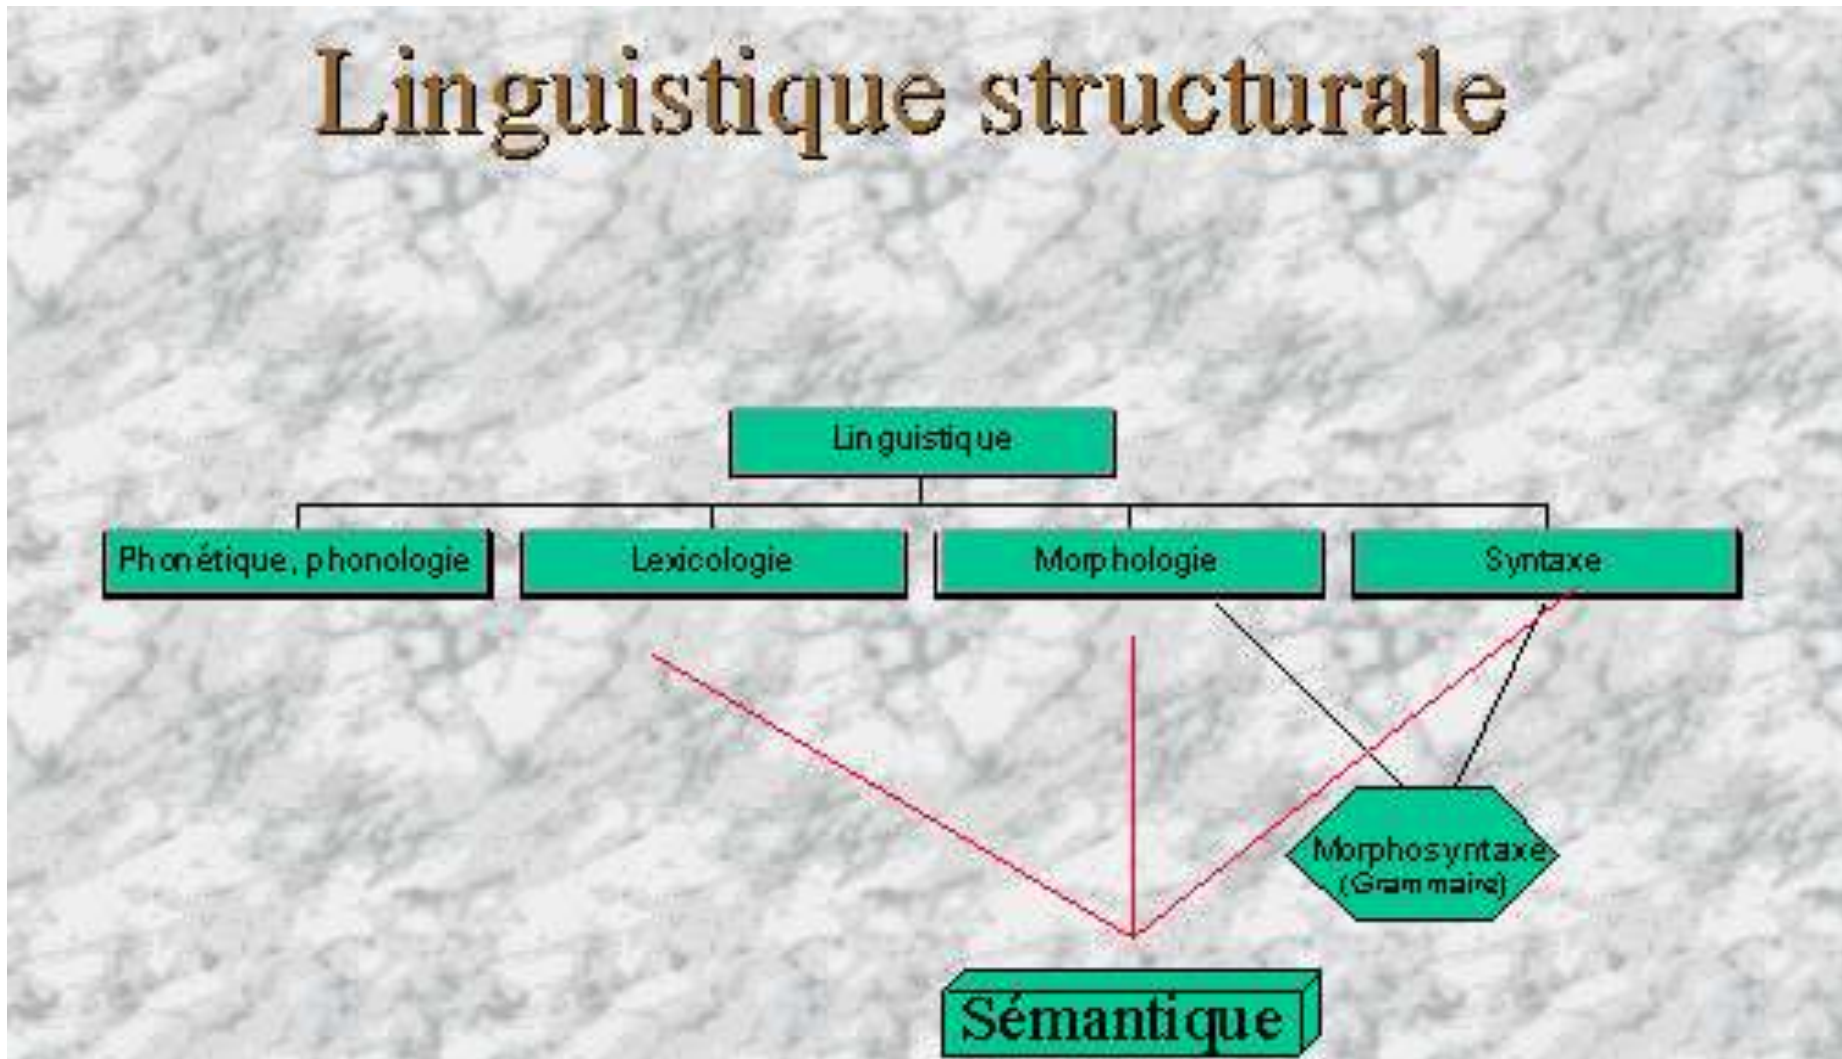 Linguistique structurale
Linguistique
Phonétique, phonologie
Lexicologie
Morphologie
Syntaxe
Morphosyntaxe
(Grammaire)
Sémantique